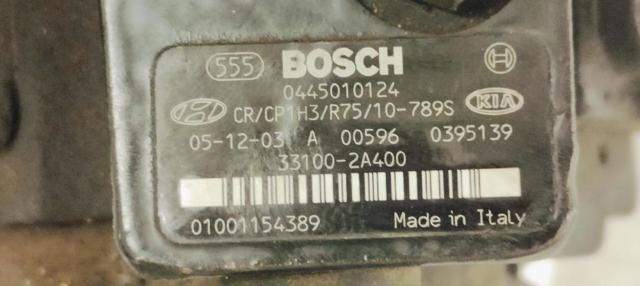 555 BOSCH
0445010124
CR/CP1H3/R75/10-789S KIA
05-12-03 A 00596 0395139
33100-2A400
01001154389 Made in Italy